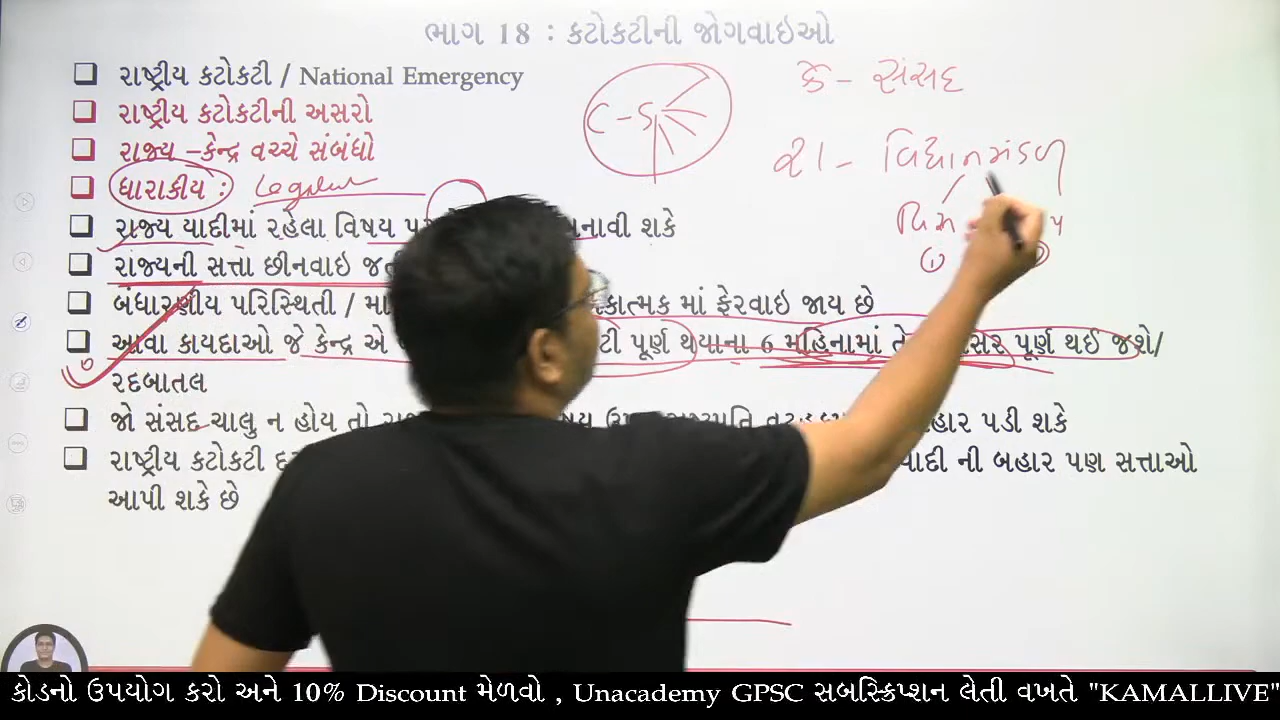 ભાગ 18 : કટોકટીની જોગવાઇઓ
રાષ્ટ્રીય કટોકટી / National Emergency
રાષ્ટ્રીય કટોકટીની અસરો
રાજ્ય –કેન્દ્ર વચ્ચે સંબંધો
ધારાકીય :
રાજ્ય યાદીમાં રહેલા વિષય પર નાવી શકે
રાજ્યની સત્તા છીનવાઇ
બંધારણીય પરિસ્થિતી / કાત્મક માં ફેરવાઇ જાય છે
આવા કાયદાઓ જે કેન્દ્ર એ ટી પૂર્ણ થયાના 6 મહિનામાં સર પૂર્ણ થઈ જશે/
રદબાતલ
જો સંસદ ચાલુ ન હોય તો પડી શકે
રાષ્ટ્રીય કટોકટી યાદી ની બહાર પણ સત્તાઓ
આપી શકે છે
C – S
કે – સંસદ
રા – વિધાનમંડળ
1
કોડનો ઉપયોગ કરો અને 10% Discount મેળવો , Unacademy GPSC સબસ્ક્રિપ્શન લેતી વખતે "KAMALLIVE"